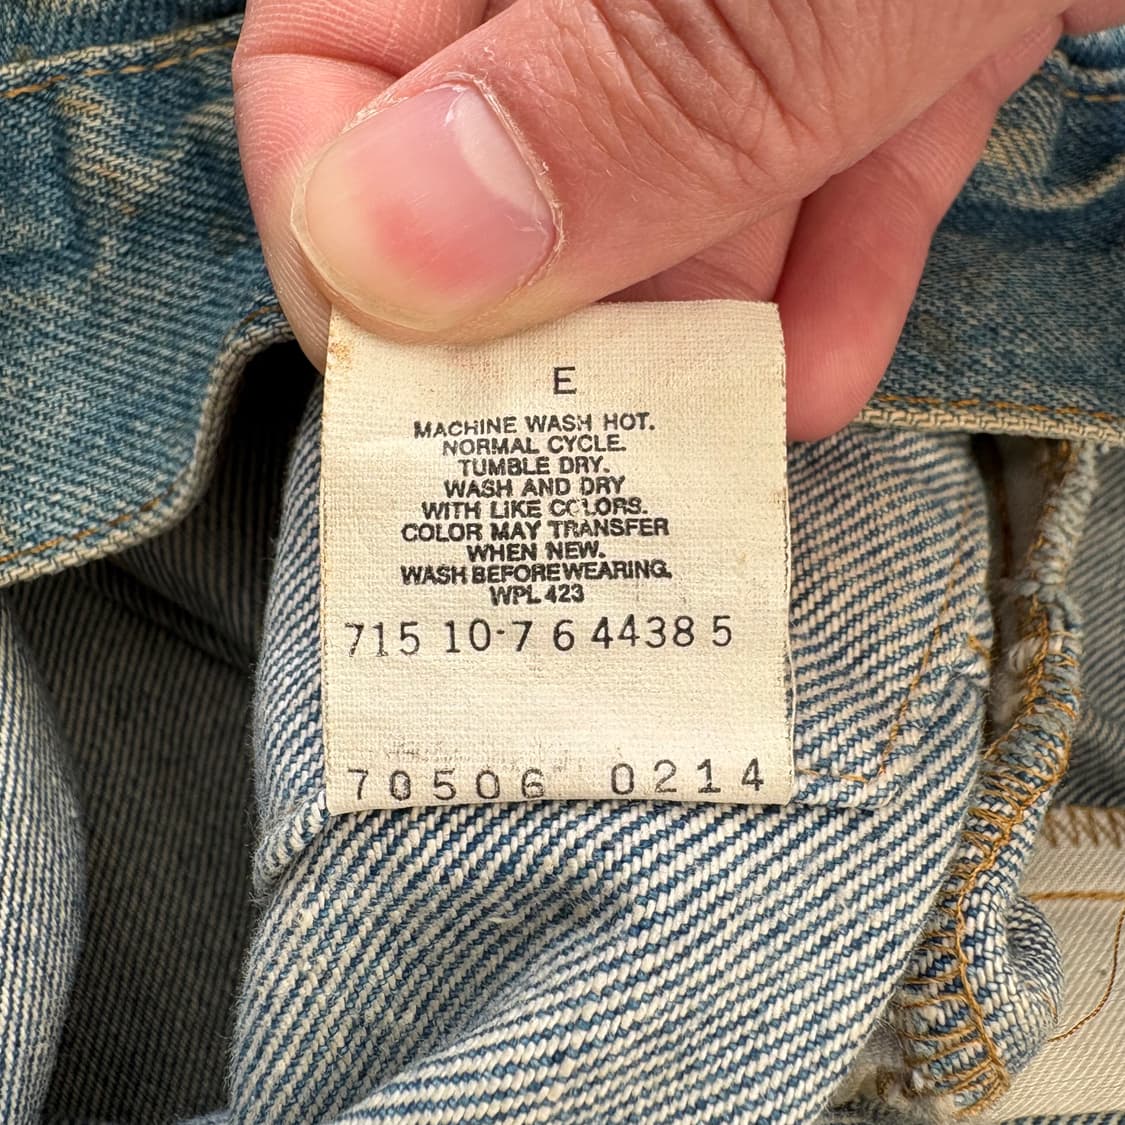 E
MACHINE WASH HOT.
NORMAL CYCLE.
TUMBLE DRY.
WASH AND DRY
WITH LIKE COLORS.
COLOR MAY TRANSFER
WHEN NEW.
WASH BEFORE WEARING.
WPL 423
715 10-7 6 44385
70506 0214